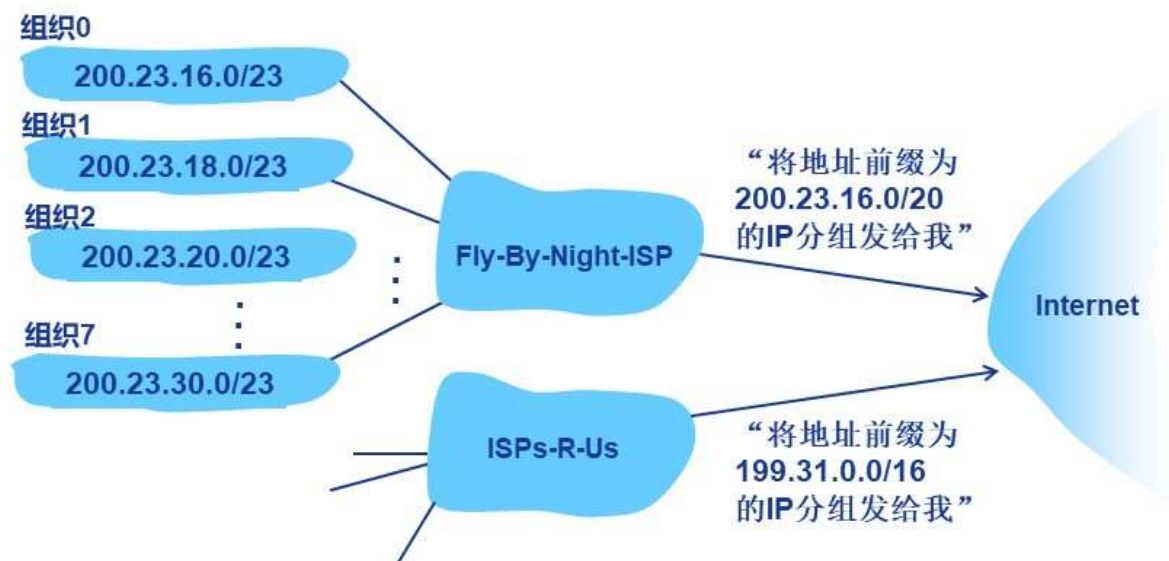 组织0
200.23.16.0/23
组织1
200.23.18.0/23
组织2
200.23.20.0/23
组织7
200.23.30.0/23
Fly-By-Night-ISP
“将地址前缀为
200.23.16.0/20
的IP分组发给我”
Internet
ISPs-R-Us
“将地址前缀为
199.31.0.0/16
的IP分组发给我”